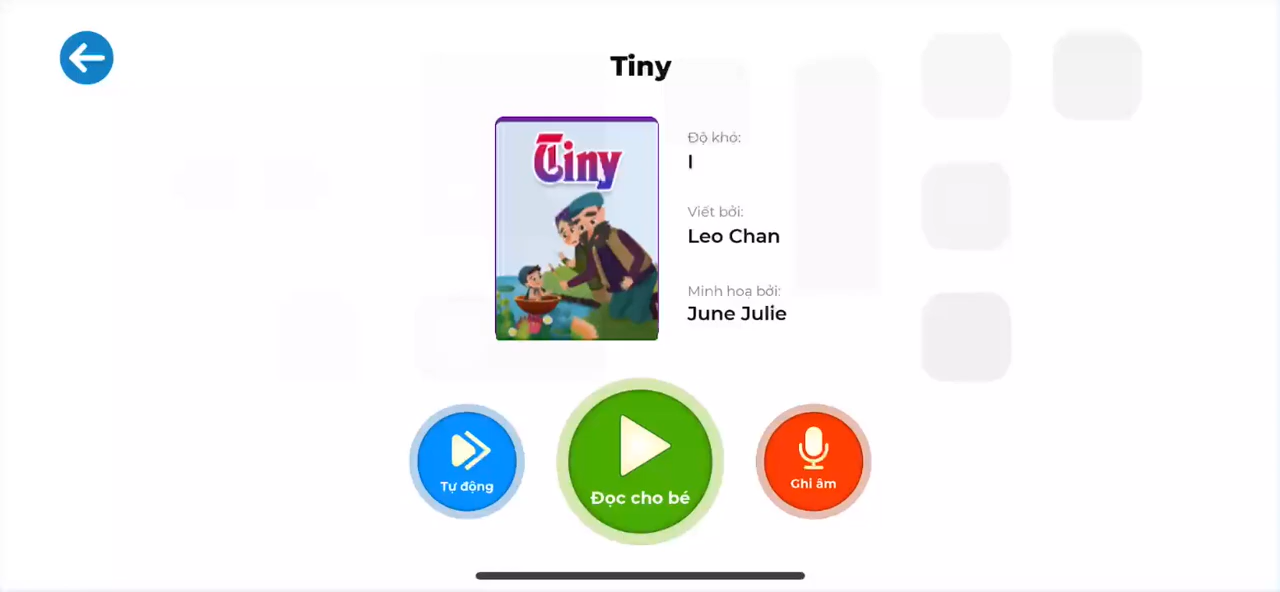 Tiny
Tiny
Độ khó:
I
Viết bởi:
Leo Chan
Minh hoạ bởi:
June Julie
Tự động
Đọc cho bé
Ghi âm